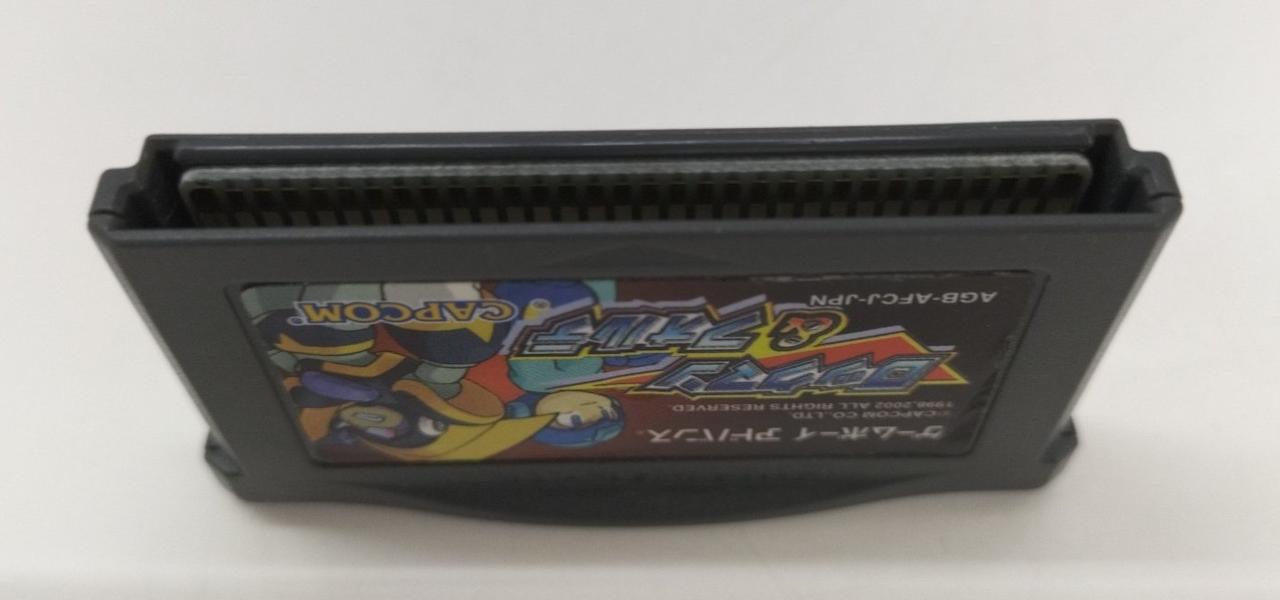 ゲームボーイ アドバンス
©CAPCOM CO.,LTD.
1998,2002 ALL RIGHTS RESERVED.
ロックマン
&フォルテ
AGB-AFCJ-JPN
CAPCOM®